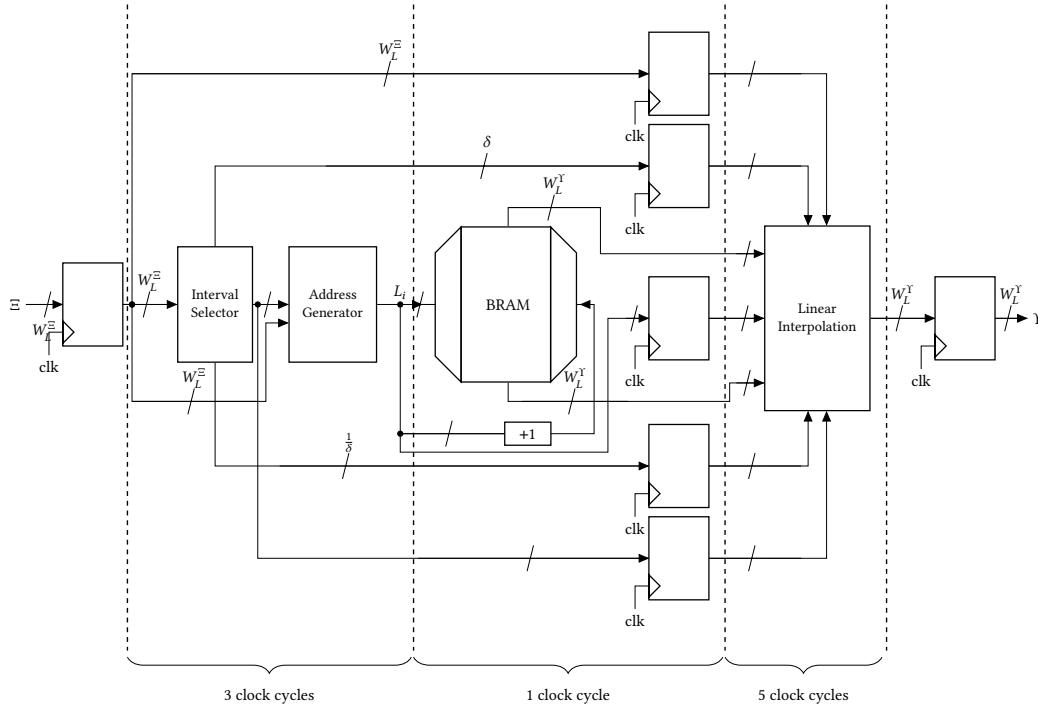 W_L^Ξ
clk
δ
clk
W_L^Υ
Ξ
W_L^Ξ
W_L^Ξ
clk
Interval
Selector
Address
Generator
L_i
BRAM
Linear
Interpolation
W_L^Υ
W_L^Υ
Υ
clk
clk
W_L^Ξ
W_L^Υ
+1
1/δ
clk
clk
3 clock cycles
1 clock cycle
5 clock cycles